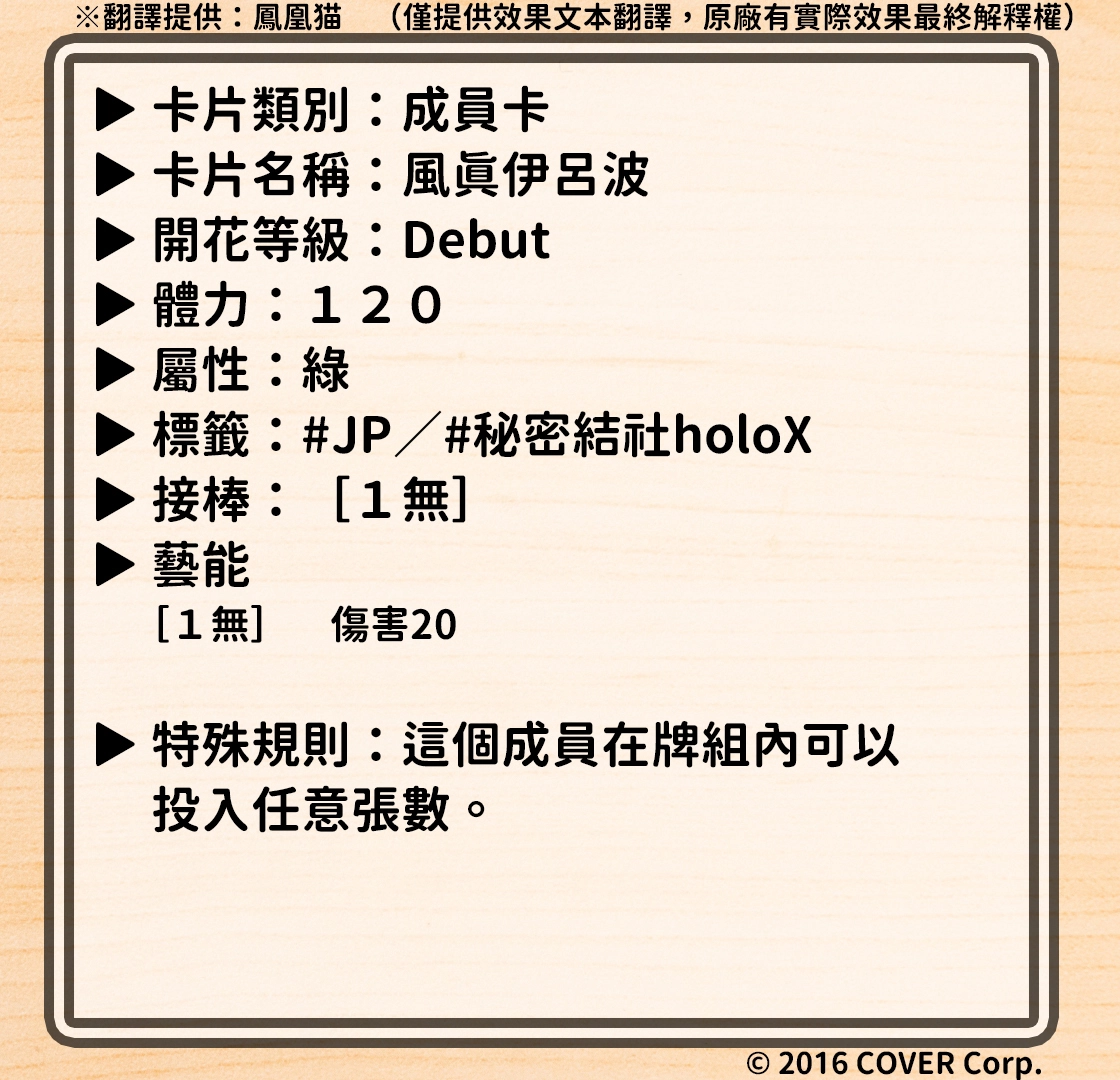 ※翻譯提供：鳳凰猫　（僅提供效果文本翻譯，原廠有實際效果最終解釋權）
▶ 卡片類別：成員卡
▶ 卡片名稱：風眞伊呂波
▶ 開花等級：Debut
▶ 體力：１２０
▶ 屬性：綠
▶ 標籤：#JP／#秘密結社holoX
▶ 接棒：［１無］
▶ 藝能
［１無］　傷害20
▶ 特殊規則：這個成員在牌組內可以
投入任意張數。
© 2016 COVER Corp.